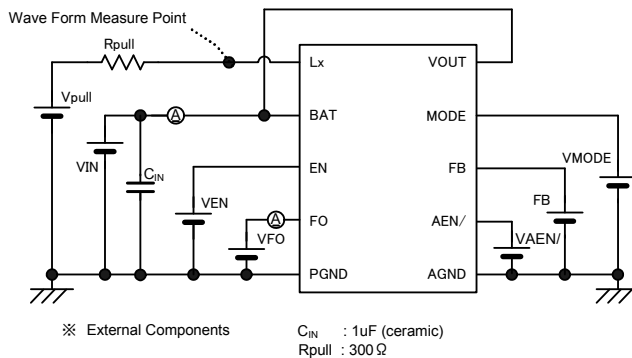 Wave Form Measure Point
Rpull
Lx
VOUT
Vpull
A
BAT
MODE
VIN
CIN
EN
FB
VMODE
VEN
A
FO
AEN/
FB
VFO
VAEN/
PGND
AGND
※ External Components
CIN : 1uF (ceramic)
Rpull : 300Ω